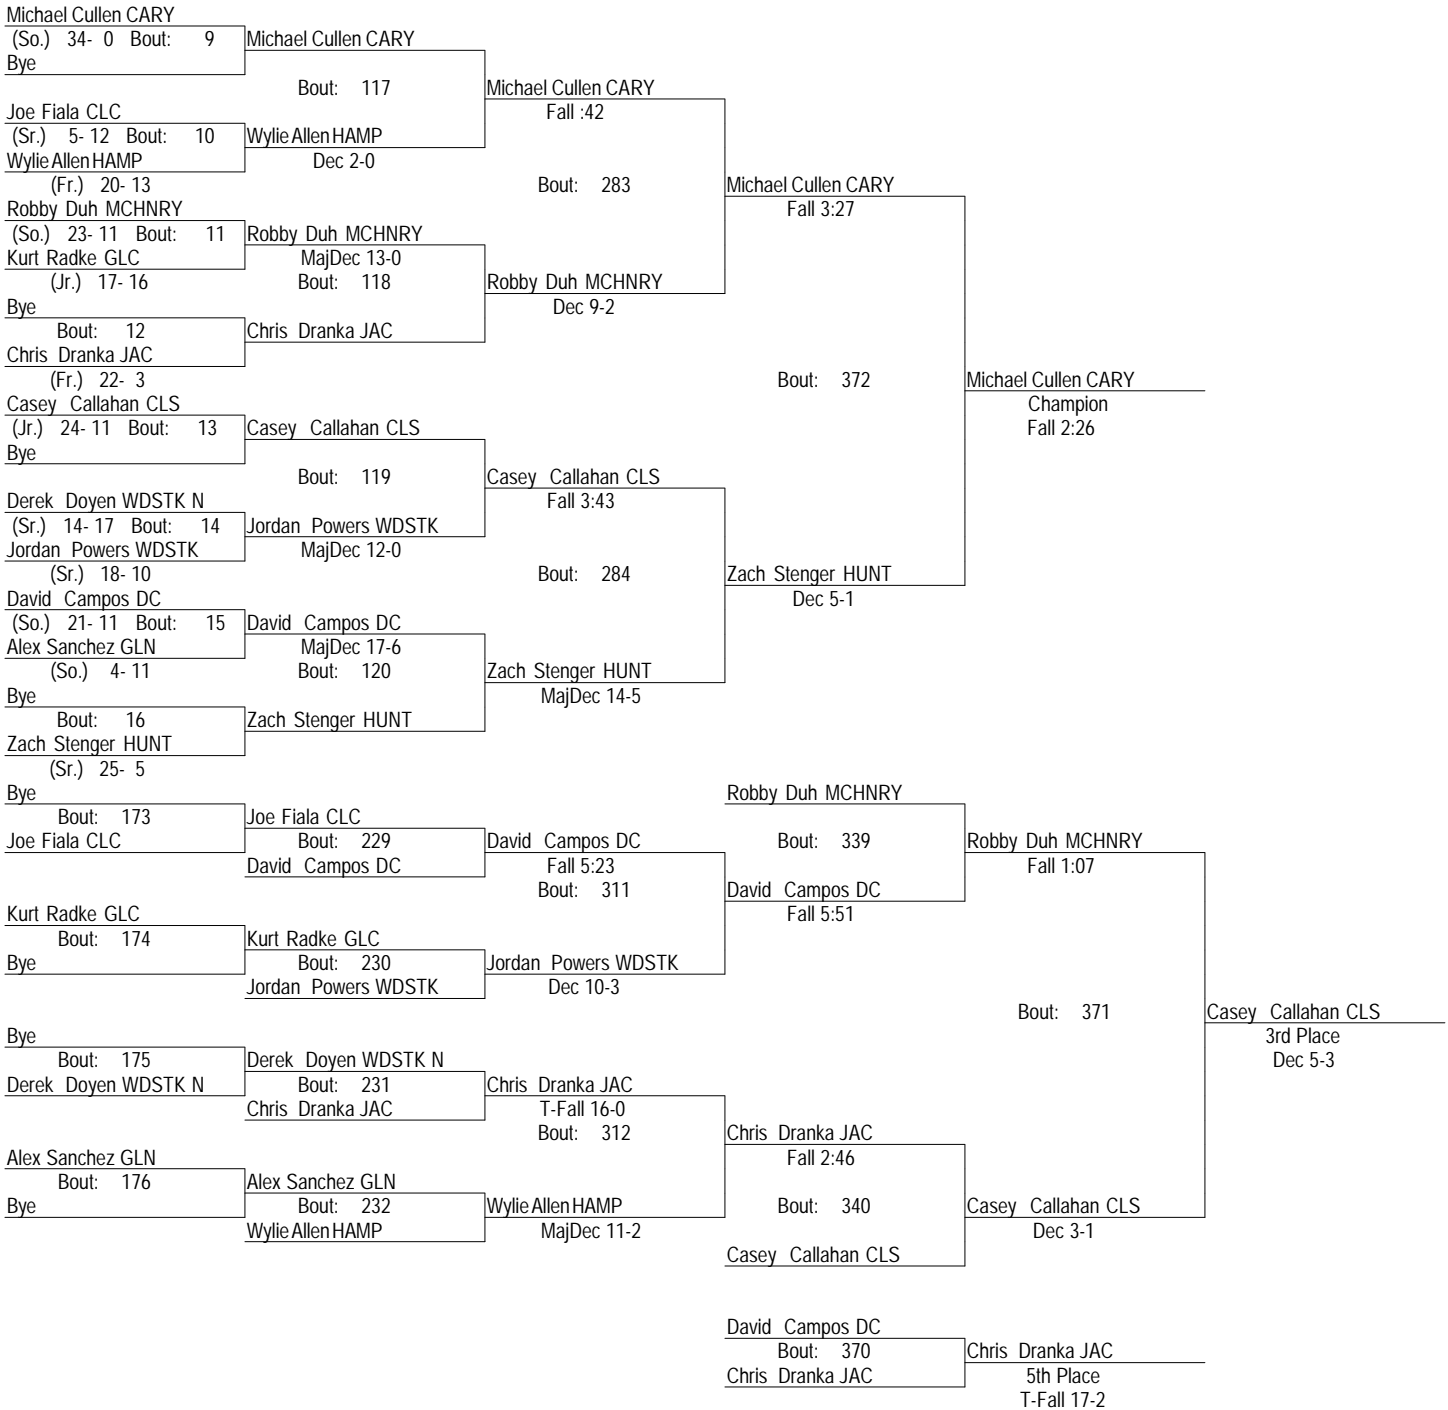 Michael Cullen CARY
(So.) 34- 0 Bout: 9 Michael Cullen CARY
Bye
Bout: 117 Michael Cullen CARY
Joe Fiala CLC Fall :42
(Sr.) 5- 12 Bout: 10 Wylie Allen HAMP
Wylie Allen HAMP Dec 2-0
(Fr.) 20- 13 Bout: 283 Michael Cullen CARY
Robby Duh MCHNRY Fall 3:27
(So.) 23- 11 Bout: 11 Robby Duh MCHNRY
Kurt Radke GLC MajDec 13-0
(Jr.) 17- 16 Bout: 118 Robby Duh MCHNRY
Bye Dec 9-2
Bout: 12 Chris Dranka JAC
Chris Dranka JAC
(Fr.) 22- 3 Bout: 372 Michael Cullen CARY
Casey Callahan CLS Champion
(Jr.) 24- 11 Bout: 13 Casey Callahan CLS Fall 2:26
Bye
Bout: 119 Casey Callahan CLS
Derek Doyen WDSTK N Fall 3:43
(Sr.) 14- 17 Bout: 14 Jordan Powers WDSTK
Jordan Powers WDSTK MajDec 12-0
(Sr.) 18- 10 Bout: 284 Zach Stenger HUNT
David Campos DC Dec 5-1
(So.) 21- 11 Bout: 15 David Campos DC
Alex Sanchez GLN MajDec 17-6
(So.) 4- 11 Bout: 120 Zach Stenger HUNT
Bye MajDec 14-5
Bout: 16 Zach Stenger HUNT
Zach Stenger HUNT
(Sr.) 25- 5
Bye Robby Duh MCHNRY
Bout: 173 Joe Fiala CLC
Joe Fiala CLC Bout: 229 David Campos DC Bout: 339 Robby Duh MCHNRY
David Campos DC Fall 5:23 Fall 1:07
Bout: 311 David Campos DC
Kurt Radke GLC Fall 5:51
Bout: 174 Kurt Radke GLC
Bye Bout: 230 Jordan Powers WDSTK
Jordan Powers WDSTK Dec 10-3
Bout: 371 Casey Callahan CLS
Bye 3rd Place
Bout: 175 Derek Doyen WDSTK N Dec 5-3
Derek Doyen WDSTK N Bout: 231 Chris Dranka JAC
Chris Dranka JAC T-Fall 16-0
Bout: 312 Chris Dranka JAC
Alex Sanchez GLN Fall 2:46
Bout: 176 Alex Sanchez GLN
Bye Bout: 232 Wylie Allen HAMP Bout: 340 Casey Callahan CLS
Wylie Allen HAMP MajDec 11-2 Dec 3-1
Casey Callahan CLS
David Campos DC
Bout: 370 Chris Dranka JAC
Chris Dranka JAC 5th Place
T-Fall 17-2